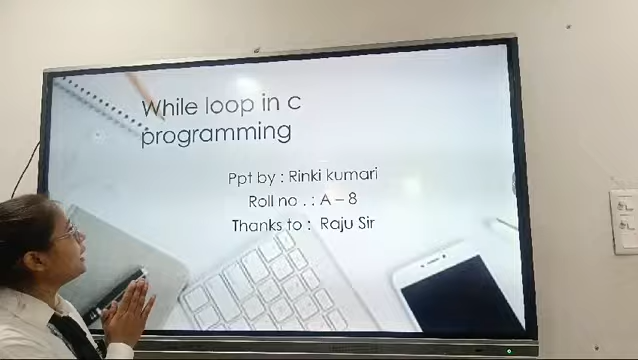 While loop in c
programming
Ppt by : Rinki kumari
Roll no . : A – 8
Thanks to : Raju Sir